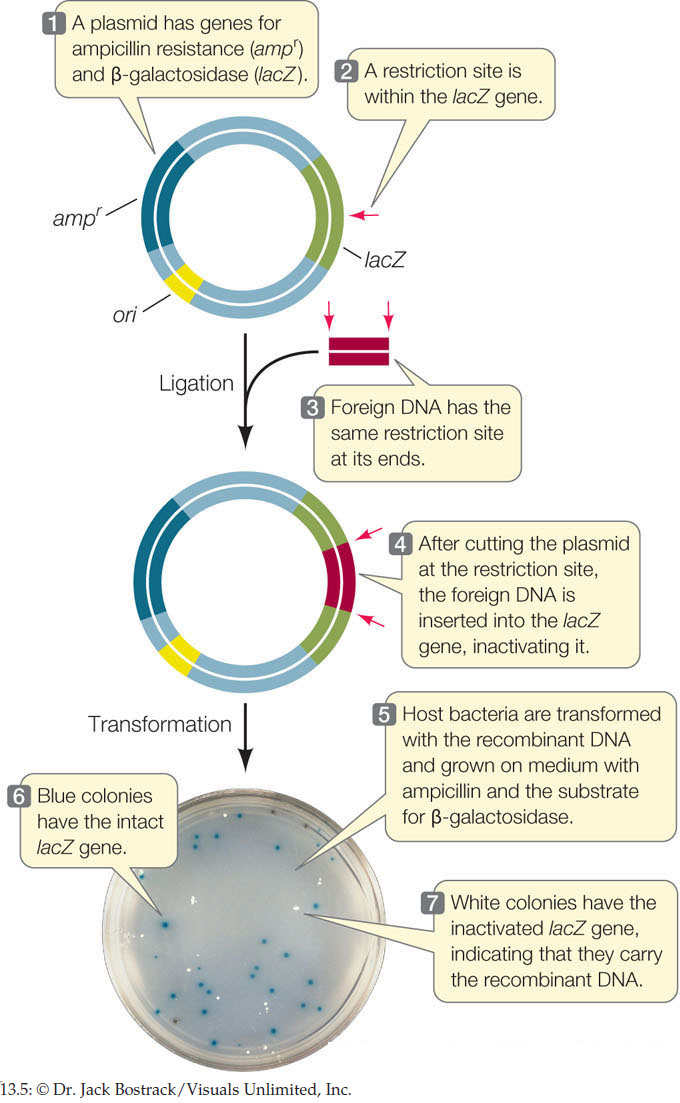 1 A plasmid has genes for
ampicillin resistance (ampʳ)
and β-galactosidase (lacZ).
2 A restriction site is
within the lacZ gene.
ampʳ
lacZ
ori
Ligation
3 Foreign DNA has the
same restriction site
at its ends.
4 After cutting the plasmid
at the restriction site,
the foreign DNA is
inserted into the lacZ
gene, inactivating it.
Transformation
5 Host bacteria are transformed
with the recombinant DNA
and grown on medium with
ampicillin and the substrate
for β-galactosidase.
6 Blue colonies
have the intact
lacZ gene.
7 White colonies have the
inactivated lacZ gene,
indicating that they carry
the recombinant DNA.
13.5: © Dr. Jack Bostrack/Visuals Unlimited, Inc.